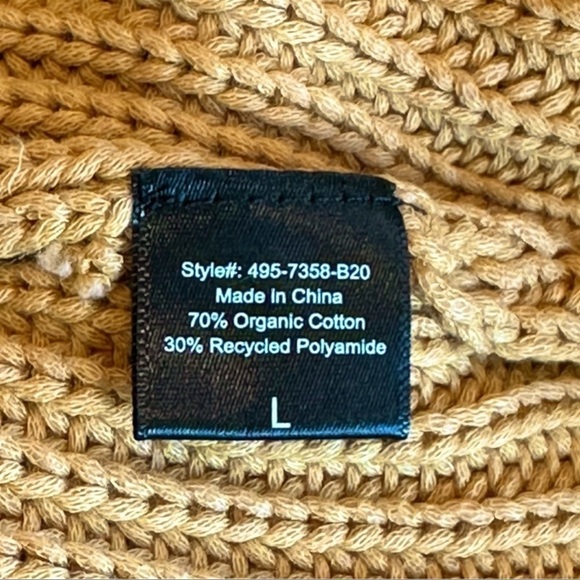 Style#: 495-7358-B20
Made in China
70% Organic Cotton
30% Recycled Polyamide
L